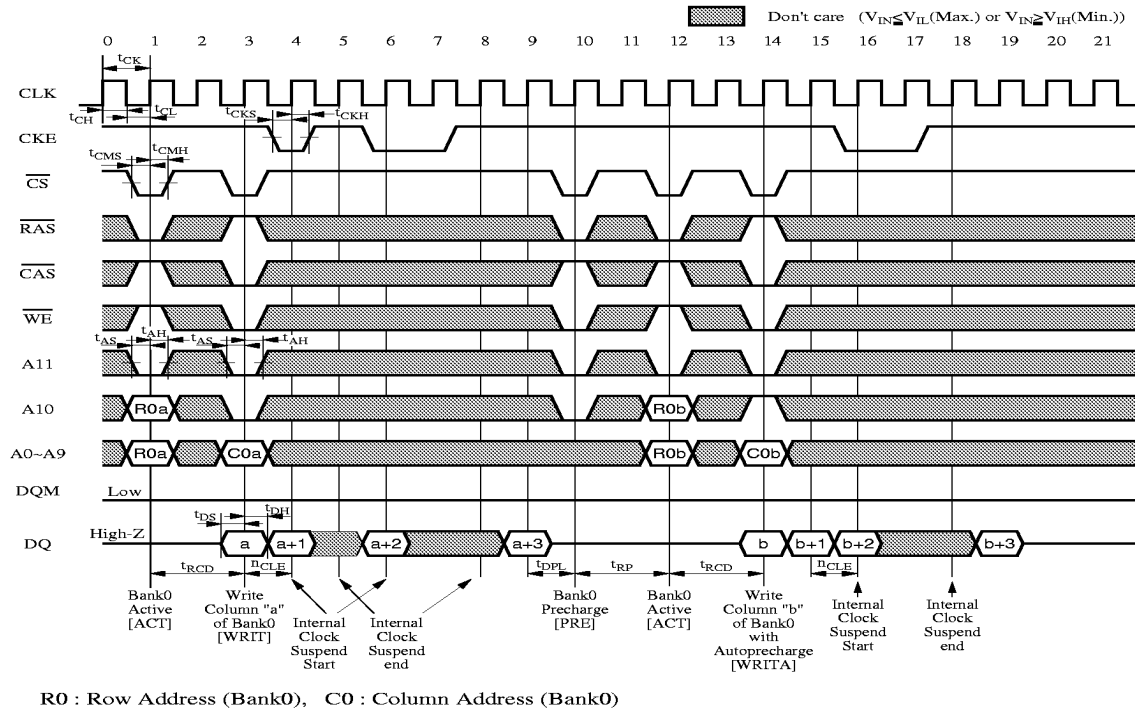 Don't care (V_IN≦V_IL(Max.) or V_IN≧V_IH(Min.))
0 1 2 3 4 5 6 7 8 9 10 11 12 13 14 15 16 17 18 19 20 21
tCK
CLK
tCH tCL tCKS tCKH
CKE
tCMS tCMH
CS
RAS
CAS
WE
tAS tAH tAS tAH
A11
A10 R0a R0b
A0~A9 R0a C0a R0b C0b
DQM Low
tDS tDH
DQ High-Z a a+1 a+2 a+3 b b+1 b+2 b+3
tRCD nCLE tDPL tRP tRCD nCLE
Bank0
Active
[ACT]
Write
Column "a"
of Bank0
[WRIT]
Internal
Clock
Suspend
Start
Internal
Clock
Suspend
end
Bank0
Precharge
[PRE]
Bank0
Active
[ACT]
Write
Column "b"
of Bank0
with
Autoprecharge
[WRITA]
Internal
Clock
Suspend
Start
Internal
Clock
Suspend
end
R0 : Row Address (Bank0), C0 : Column Address (Bank0)